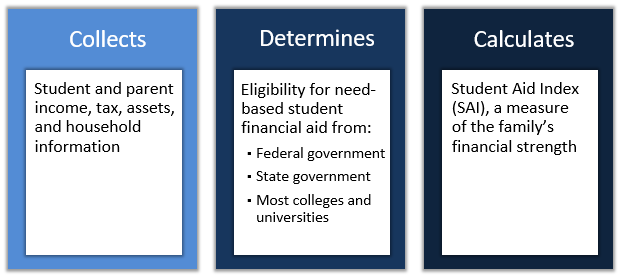 Collects
Student and parent
income, tax, assets,
and household
information
Determines
Eligibility for need-
based student
financial aid from:
▪ Federal government
▪ State government
▪ Most colleges and
universities
Calculates
Student Aid Index
(SAI), a measure
of the family's
financial strength